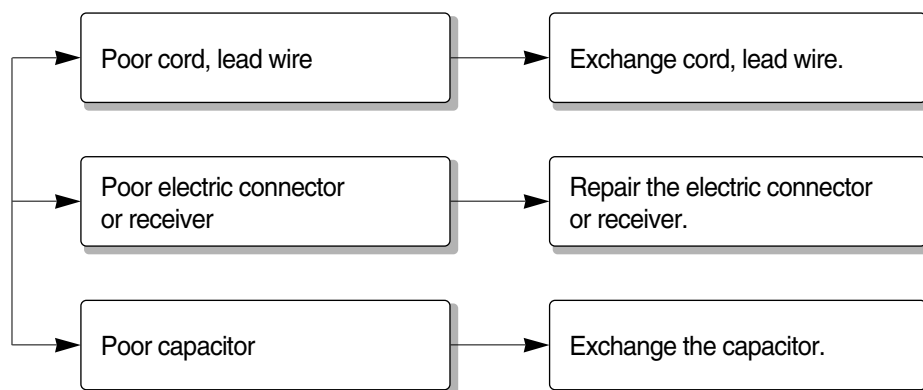 Poor cord, lead wire
Exchange cord, lead wire.
Poor electric connector
or receiver
Repair the electric connector
or receiver.
Poor capacitor
Exchange the capacitor.